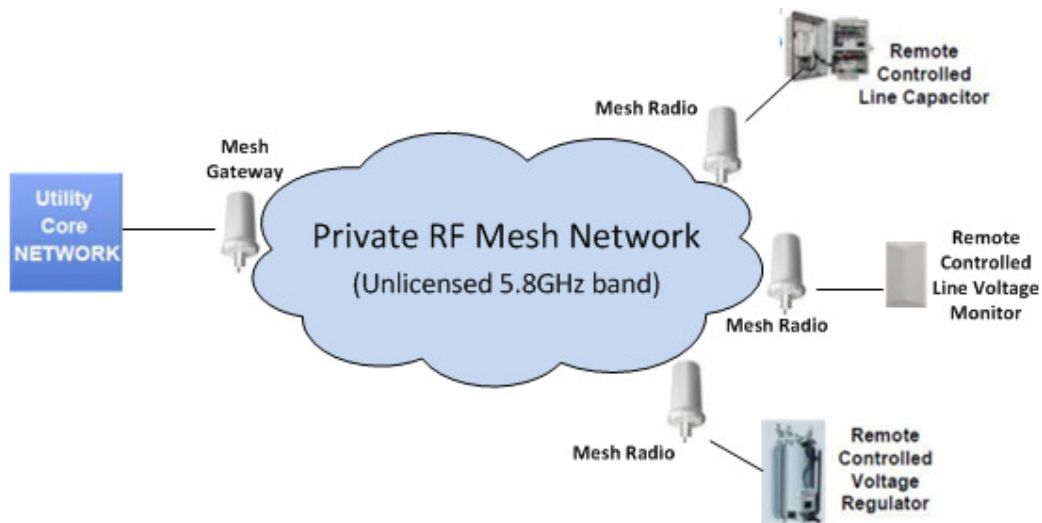 Utility
Core
NETWORK
Mesh
Gateway
Private RF Mesh Network
(Unlicensed 5.8GHz band)
Mesh Radio
Remote
Controlled
Line Capacitor
Mesh Radio
Remote
Controlled
Line Voltage
Monitor
Mesh Radio
Remote
Controlled
Voltage
Regulator